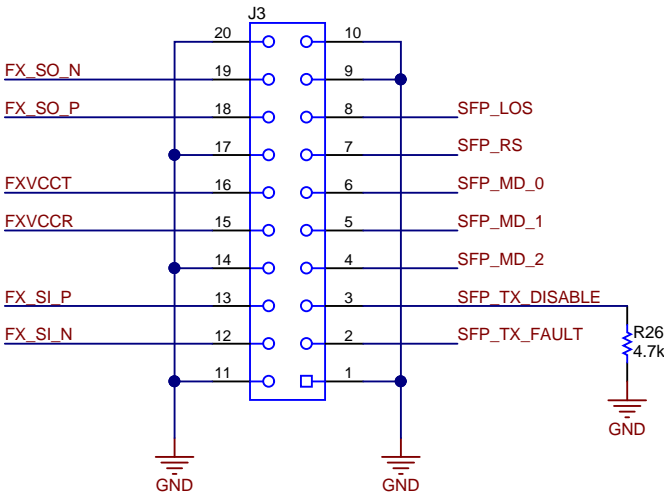 J3
20 10
FX_SO_N 19 9
FX_SO_P 18 8 SFP_LOS
17 7 SFP_RS
FXVCCT 16 6 SFP_MD_0
FXVCCR 15 5 SFP_MD_1
14 4 SFP_MD_2
FX_SI_P 13 3 SFP_TX_DISABLE
FX_SI_N 12 2 SFP_TX_FAULT
R26
4.7k
11 1
GND
GND GND